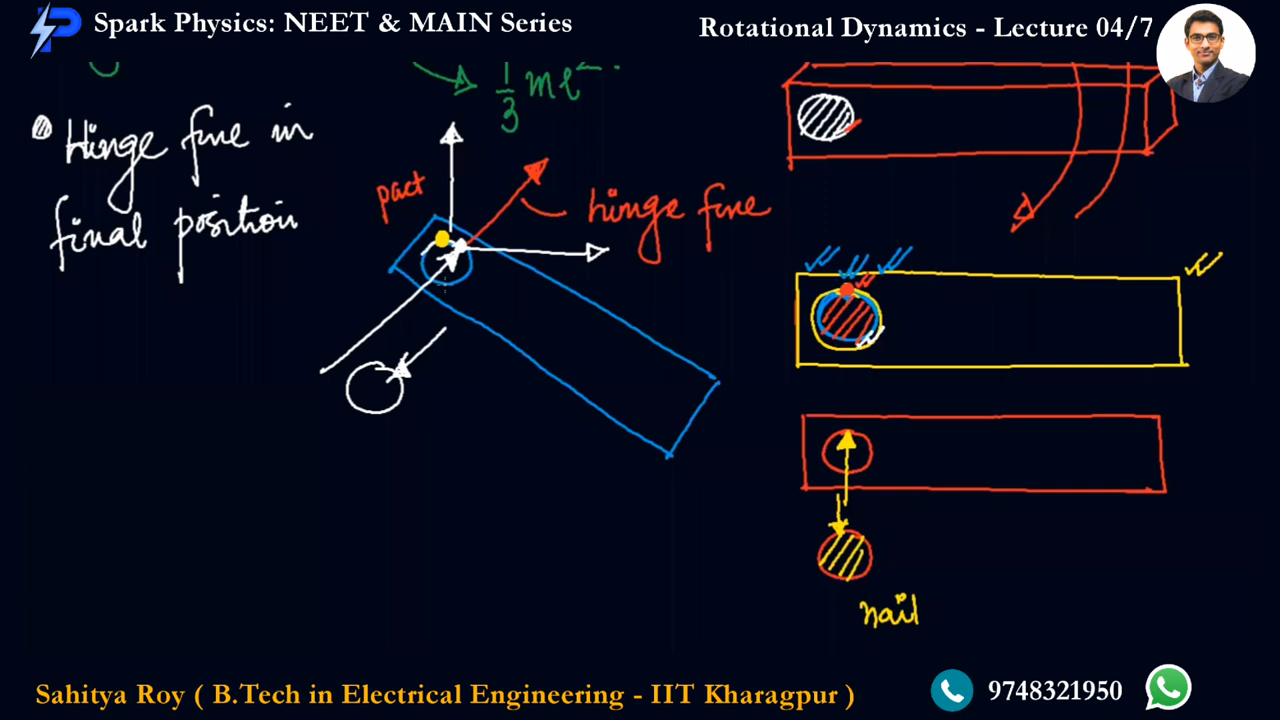 Spark Physics: NEET & MAIN Series
Rotational Dynamics - Lecture 04/7
1/3 ml²
Hinge force in
final position
pact
hinge force
nail
Sahitya Roy ( B.Tech in Electrical Engineering - IIT Kharagpur )
9748321950